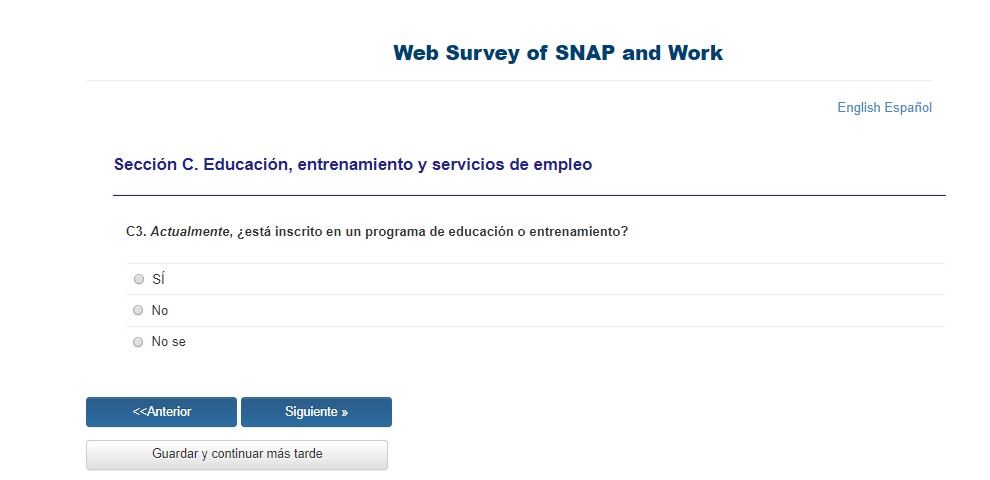 Web Survey of SNAP and Work
English Español
Sección C. Educación, entrenamiento y servicios de empleo
C3. Actualmente, ¿está inscrito en un programa de educación o entrenamiento?
SÍ
No
No se
<<Anterior
Siguiente »
Guardar y continuar más tarde